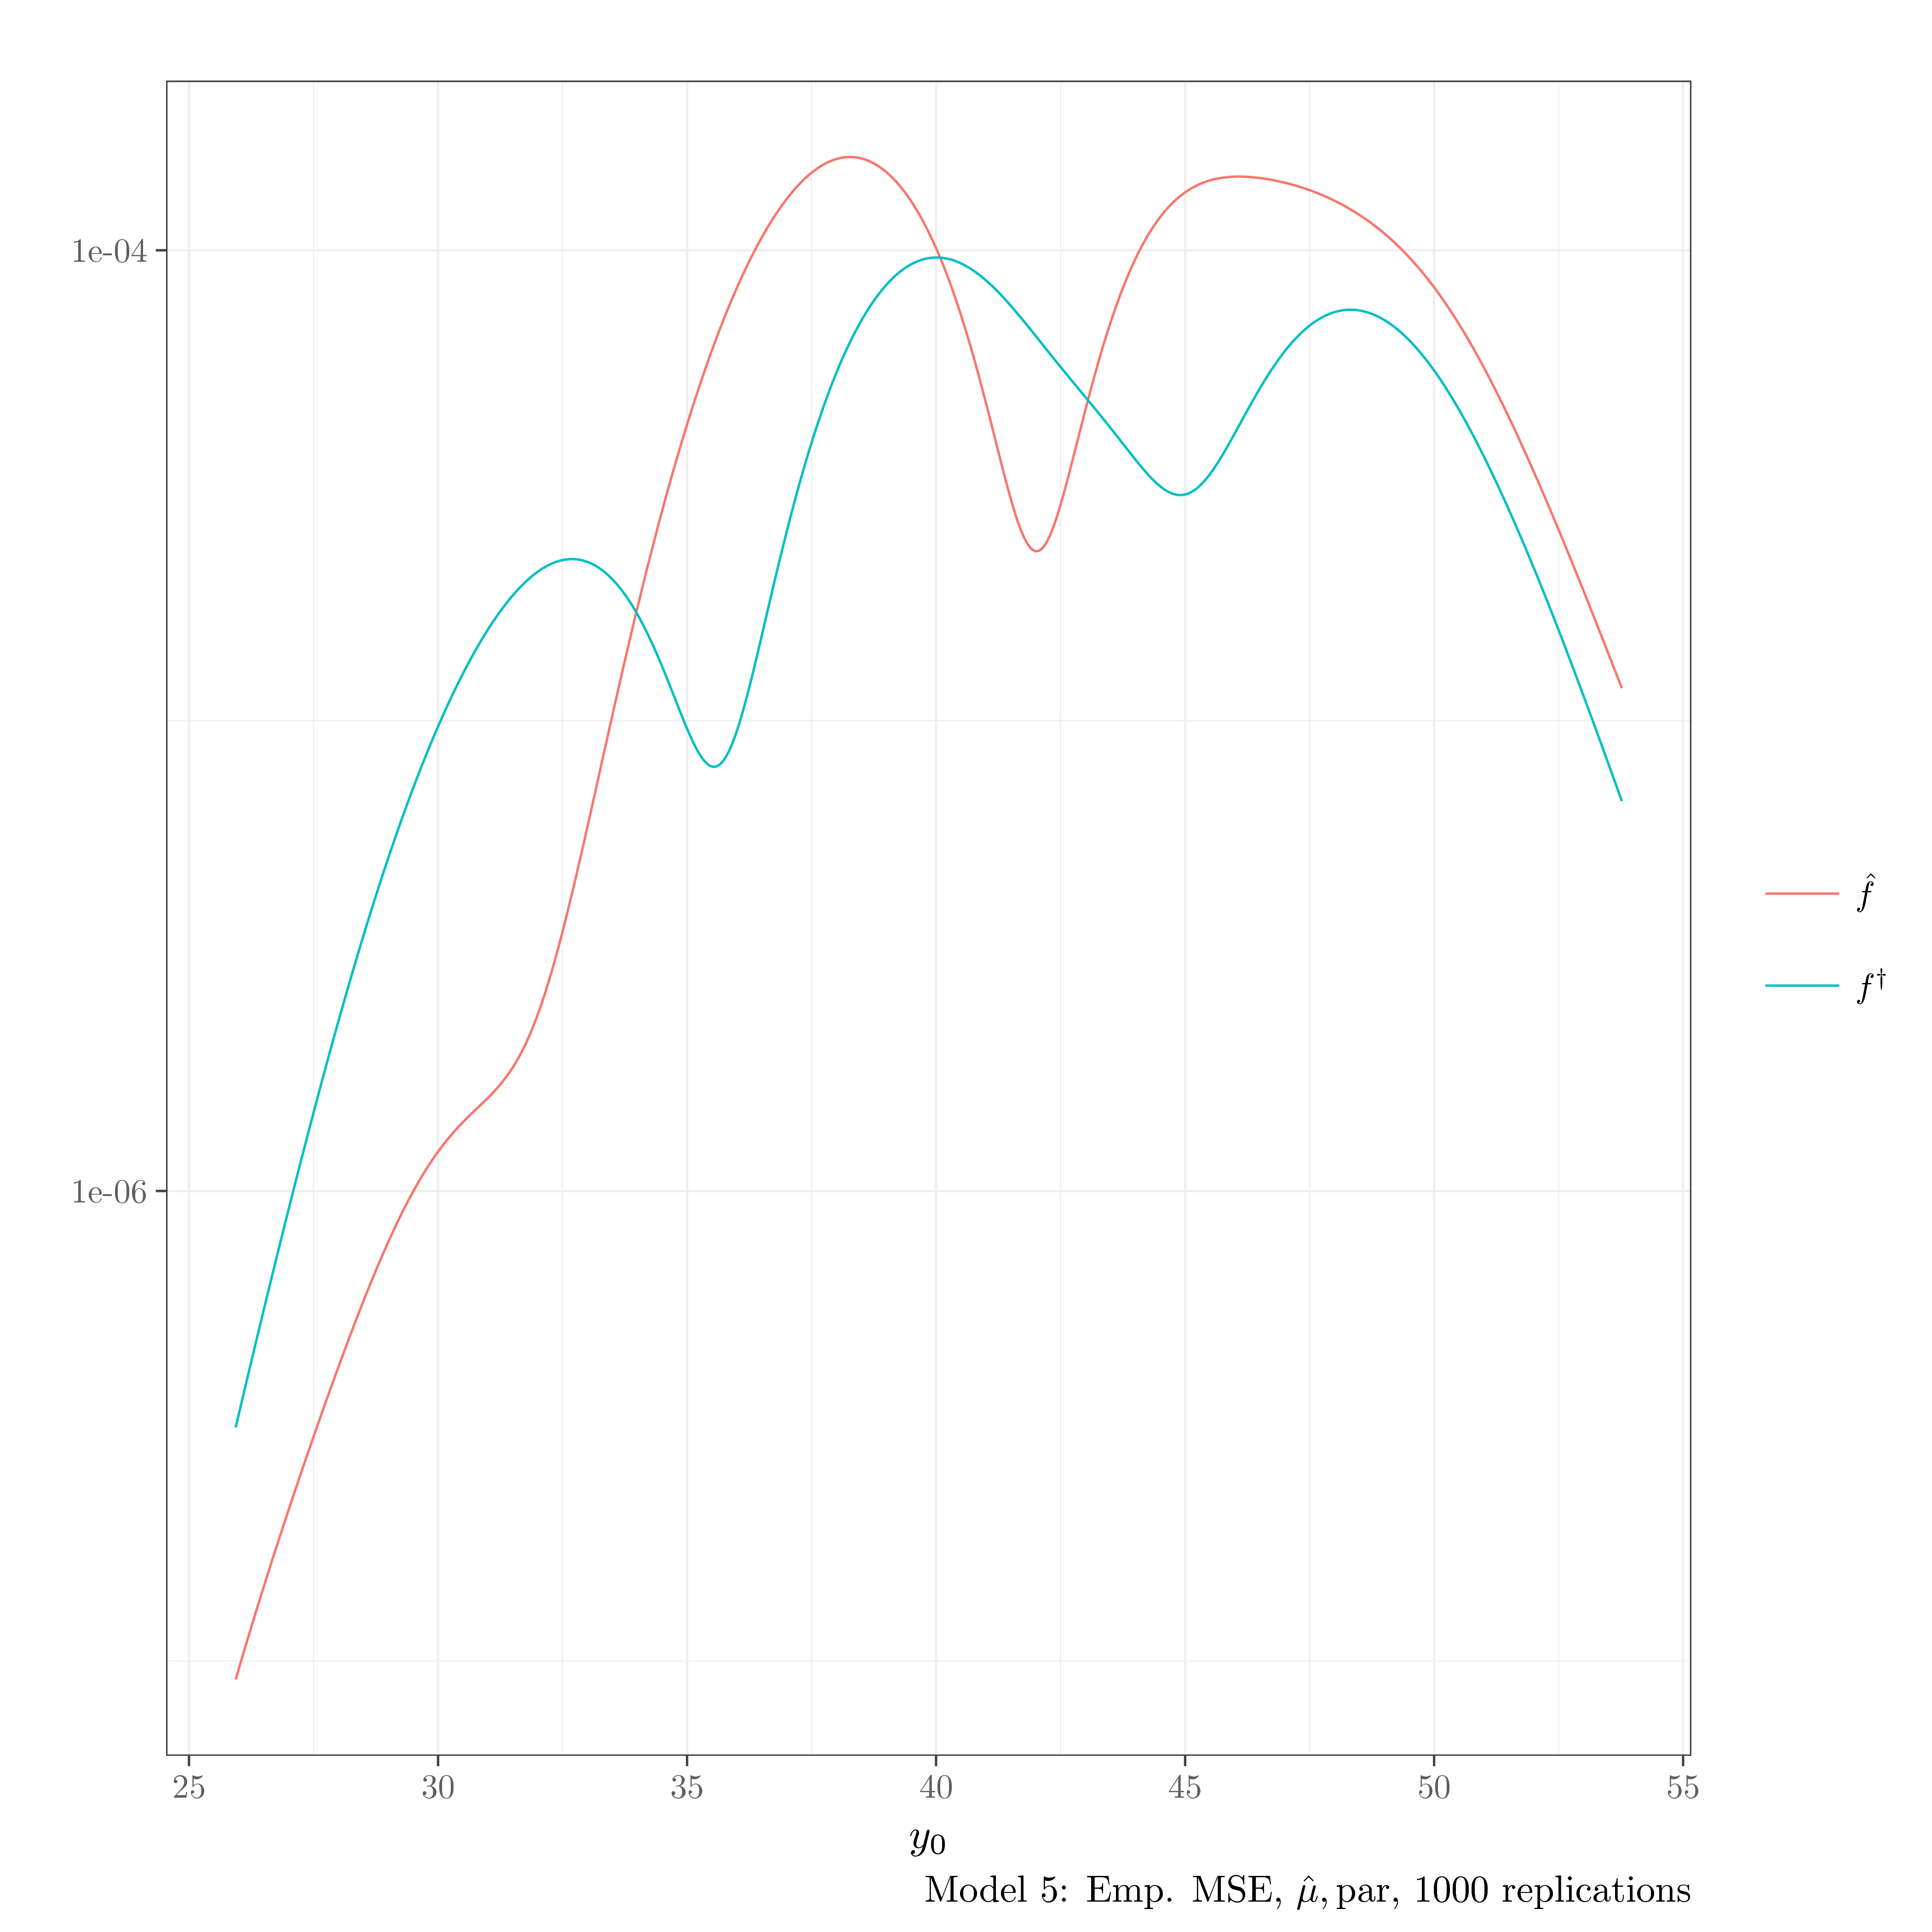 1e-04
1e-06
25 30 35 40 45 50 55
y₀
f̂
f†
Model 5: Emp. MSE, μ̂, par, 1000 replications